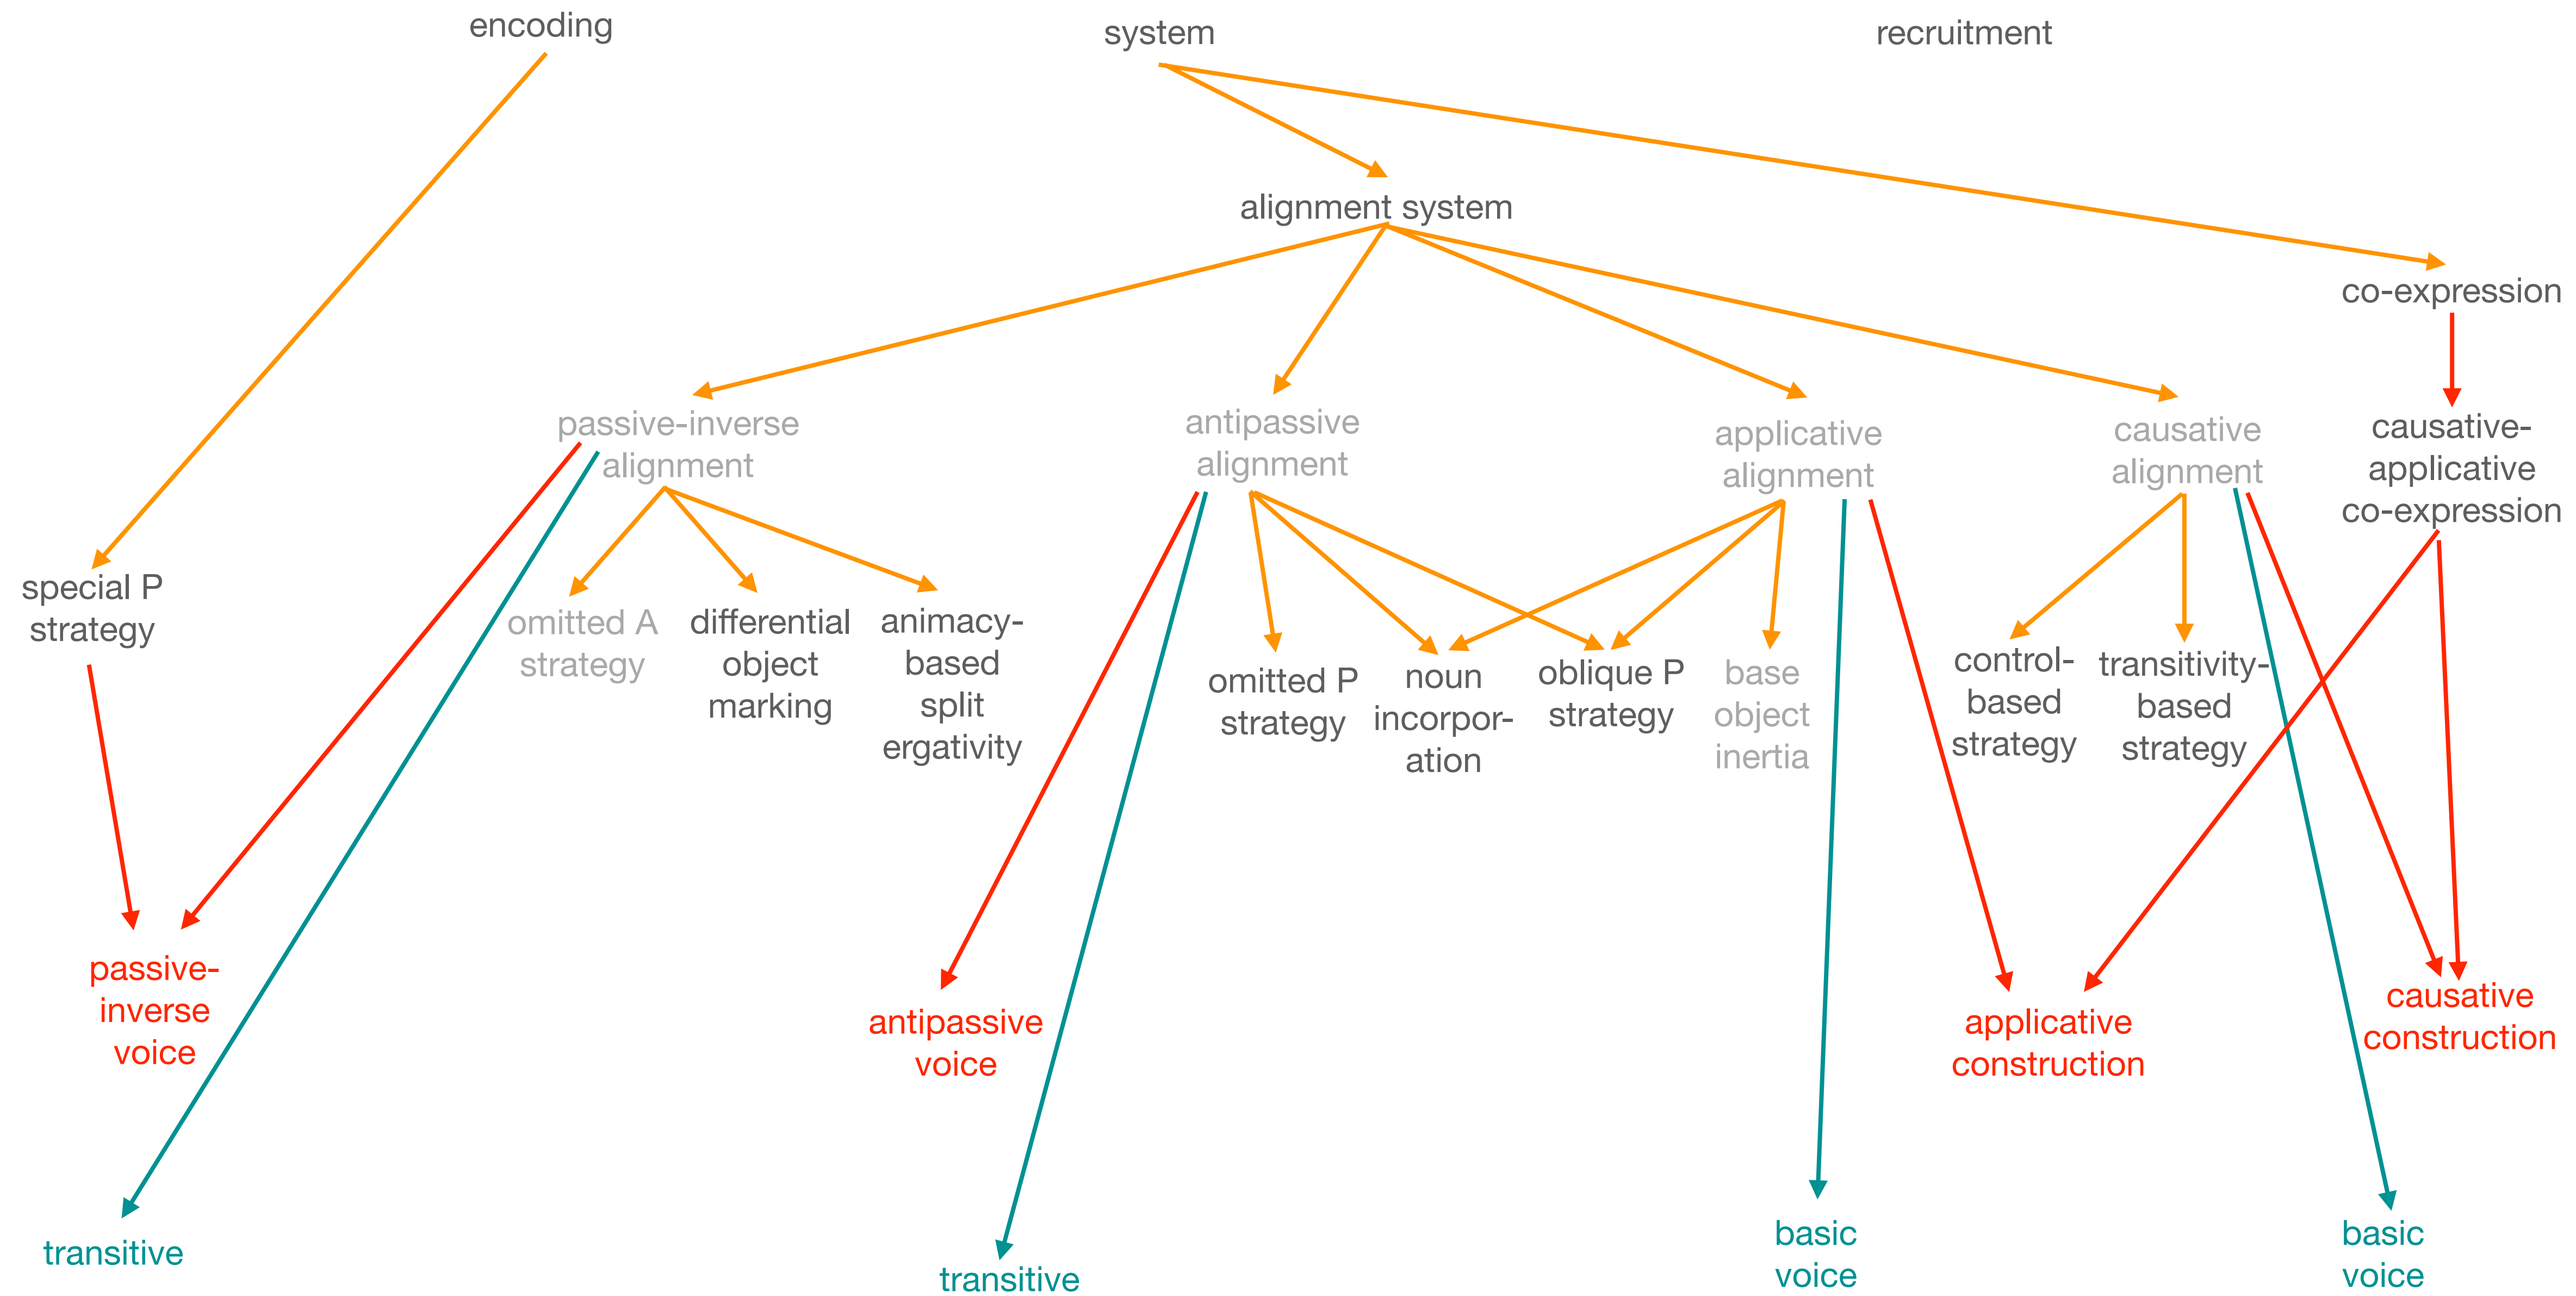 encoding
system
recruitment
alignment system
co-expression
passive-inverse
alignment
antipassive
alignment
applicative
alignment
causative
alignment
causative-
applicative
co-expression
special P
strategy
omitted A
strategy
differential
object
marking
animacy-
based
split
ergativity
omitted P
strategy
noun
incorpor-
ation
oblique P
strategy
base
object
inertia
control-
based
strategy
transitivity-
based
strategy
passive-
inverse
voice
antipassive
voice
applicative
construction
causative
construction
transitive
transitive
basic
voice
basic
voice